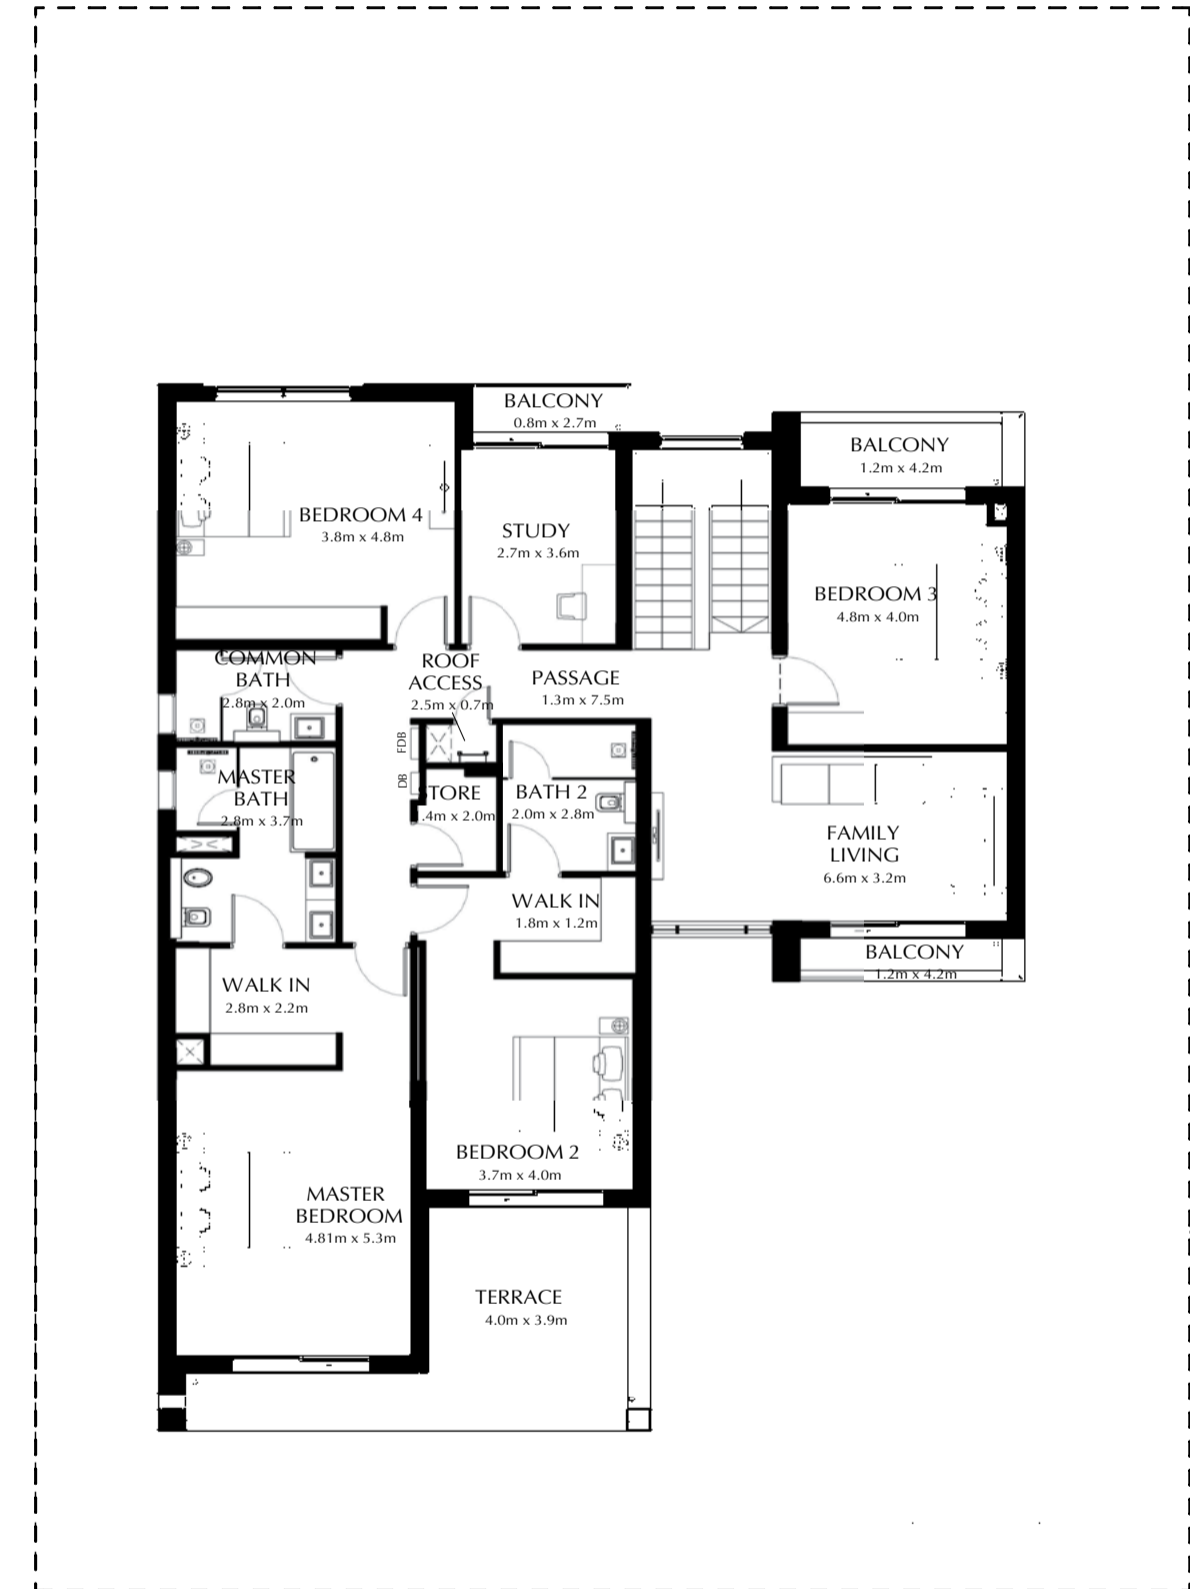 BALCONY
0.8m x 2.7m
BALCONY
1.2m x 4.2m
BEDROOM 4
3.8m x 4.8m
STUDY
2.7m x 3.6m
BEDROOM 3
4.8m x 4.0m
COMMON
BATH
2.8m x 2.0m
ROOF
ACCESS
2.5m x 0.7m
PASSAGE
1.3m x 7.5m
FDB
DB
MASTER
BATH
2.8m x 3.7m
STORE
.4m x 2.0m
BATH 2
2.0m x 2.8m
FAMILY
LIVING
6.6m x 3.2m
WALK IN
1.8m x 1.2m
BALCONY
1.2m x 4.2m
WALK IN
2.8m x 2.2m
BEDROOM 2
3.7m x 4.0m
MASTER
BEDROOM
4.81m x 5.3m
TERRACE
4.0m x 3.9m